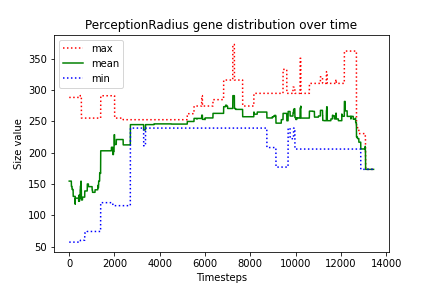 PerceptionRadius gene distribution over time
max
mean
min
350
300
250
200
150
100
50
Size value
0
2000
4000
6000
8000
10000
12000
14000
Timesteps